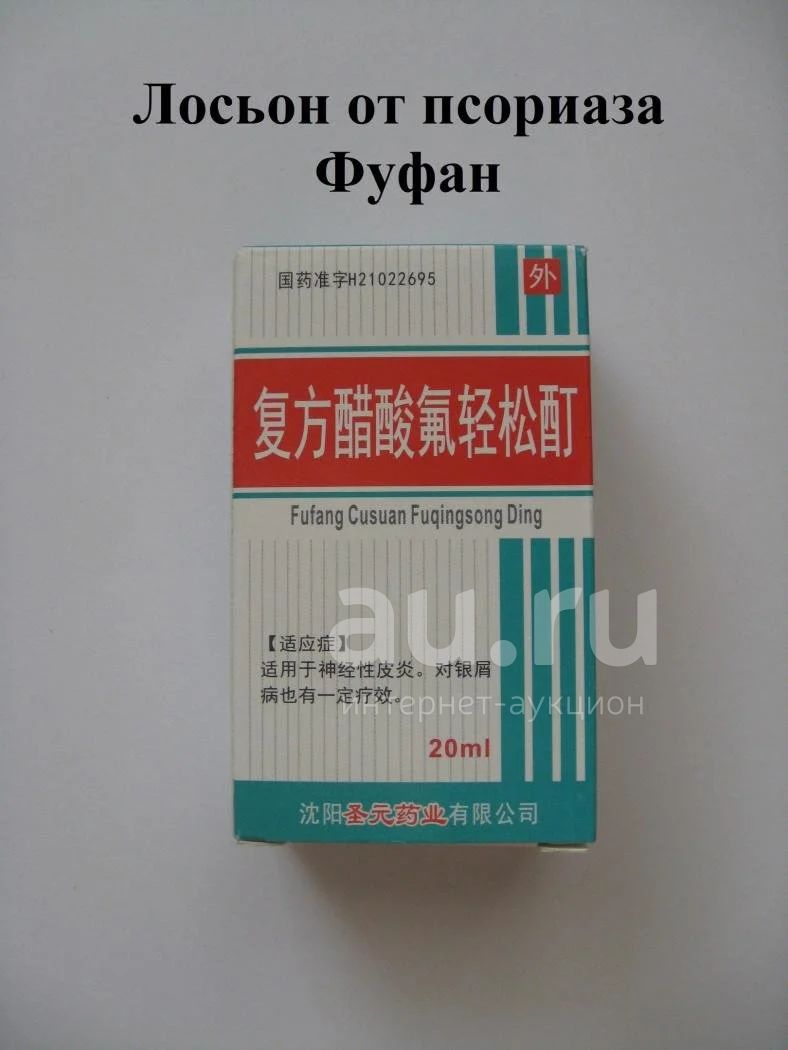 Лосьон от псориаза
Фуфан
国药准字H21022695
外
复方醋酸氟轻松酊
Fufang Cusuan Fuqingsong Ding
【适应症】
适用于神经性皮炎。对银屑
病也有一定疗效。
20ml
沈阳圣元药业有限公司
au.ru
интернет-аукцион